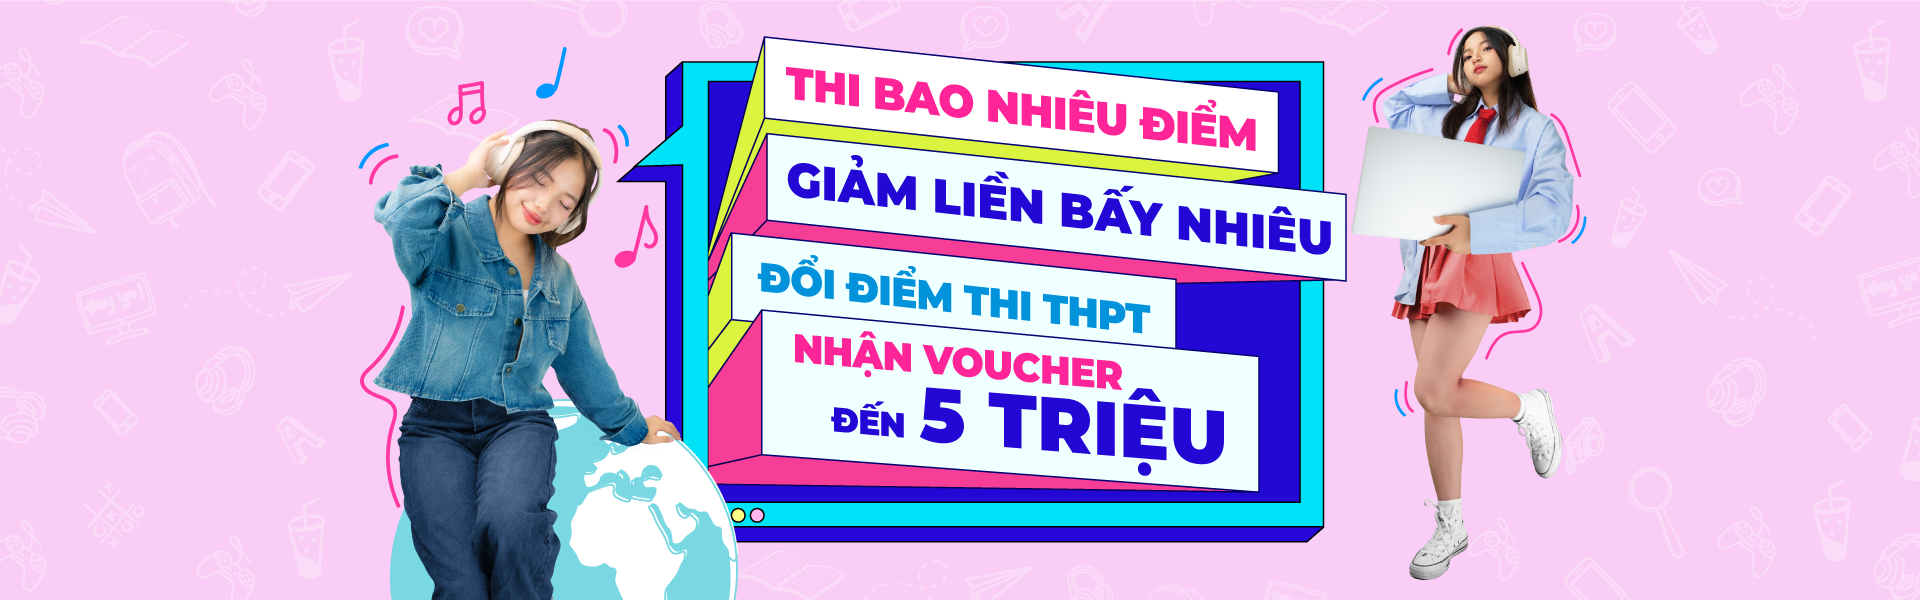 THI BAO NHIÊU ĐIỂM
GIẢM LIỀN BẤY NHIÊU
ĐỔI ĐIỂM THI THPT
NHẬN VOUCHER
ĐẾN 5 TRIỆU